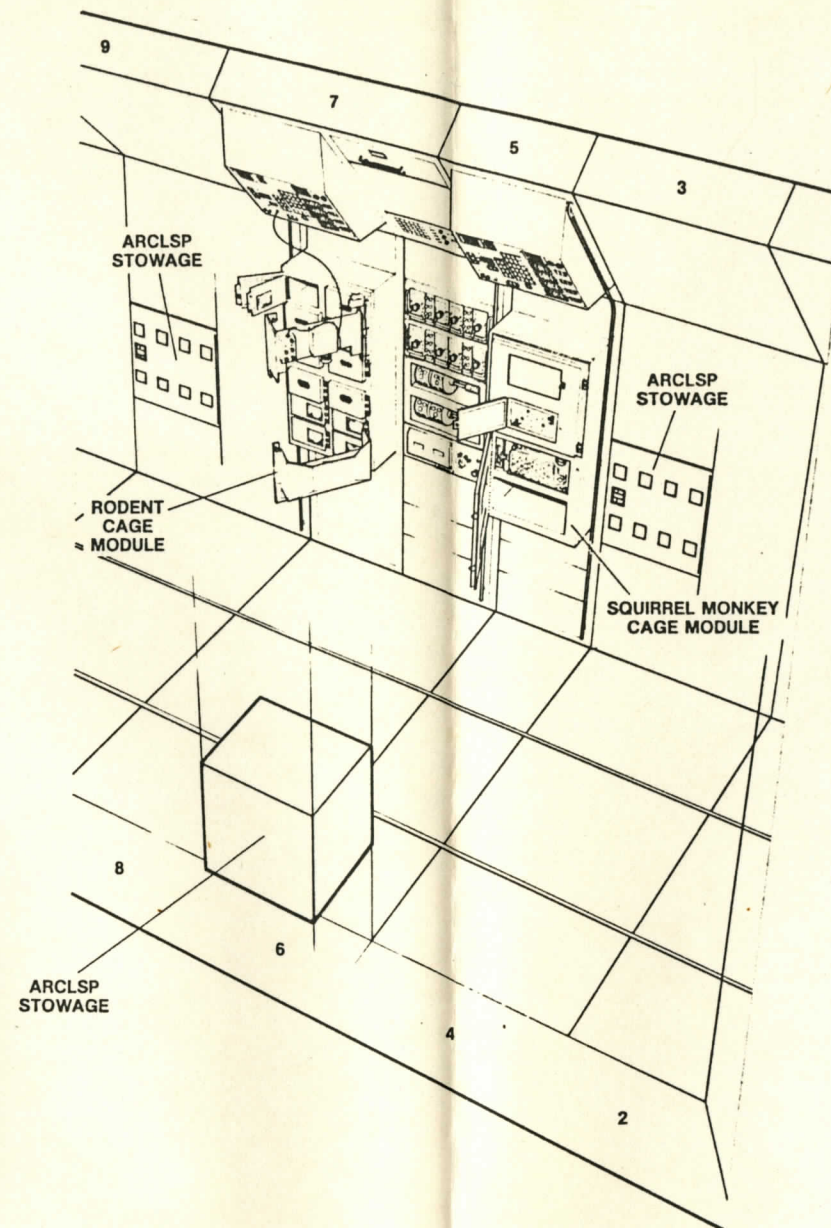 9
7
5
3
ARCLSP
STOWAGE
ARCLSP
STOWAGE
RODENT
CAGE
MODULE
SQUIRREL MONKEY
CAGE MODULE
8
6
ARCLSP
STOWAGE
4
2